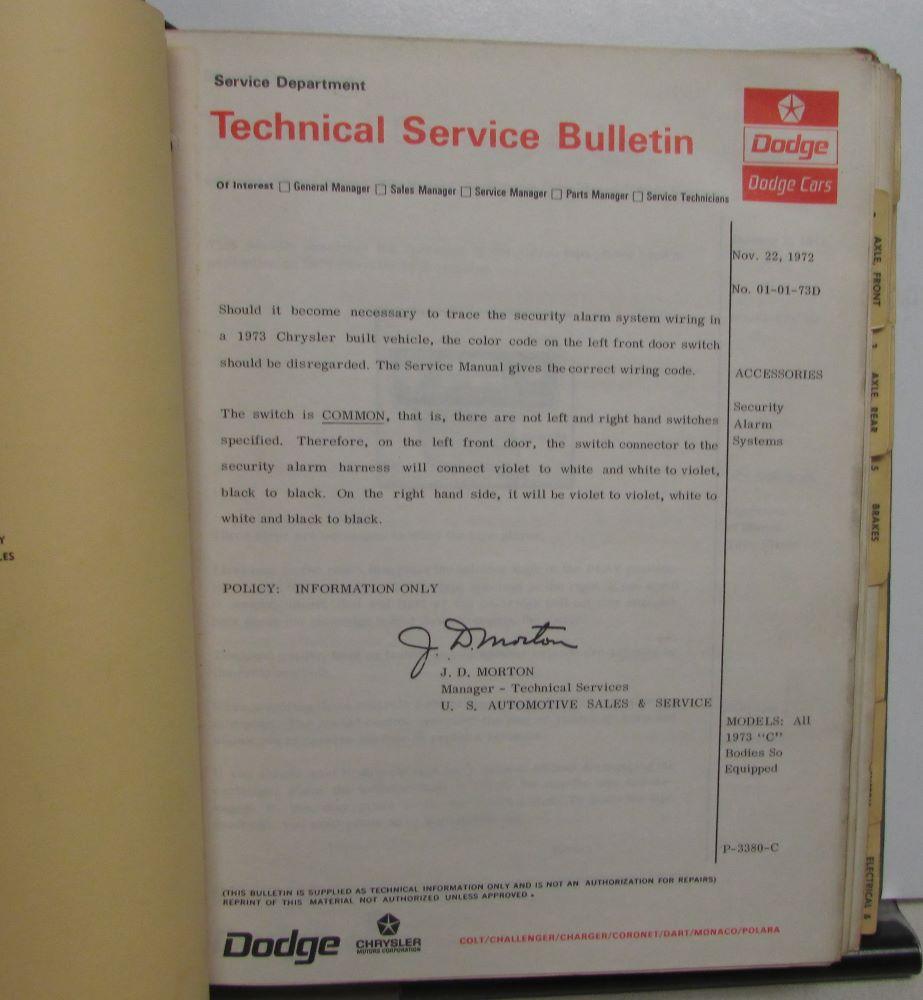 Service Department
Technical Service Bulletin
Dodge
Dodge Cars
Of Interest □ General Manager □ Sales Manager □ Service Manager □ Parts Manager □ Service Technicians
Nov. 22, 1972
No. 01-01-73D
Should it become necessary to trace the security alarm system wiring in
a 1973 Chrysler built vehicle, the color code on the left front door switch
should be disregarded. The Service Manual gives the correct wiring code.
ACCESSORIES
Security
Alarm
Systems
The switch is COMMON, that is, there are not left and right hand switches
specified. Therefore, on the left front door, the switch connector to the
security alarm harness will connect violet to white and white to violet,
black to black. On the right hand side, it will be violet to violet, white to
white and black to black.
POLICY: INFORMATION ONLY
J. D. Morton
J. D. MORTON
Manager - Technical Services
U. S. AUTOMOTIVE SALES & SERVICE
MODELS: All
1973 "C"
Bodies So
Equipped
P-3380-C
(THIS BULLETIN IS SUPPLIED AS TECHNICAL INFORMATION ONLY AND IS NOT AN AUTHORIZATION FOR REPAIRS)
REPRINT OF THIS MATERIAL NOT AUTHORIZED UNLESS APPROVED.
Dodge
CHRYSLER
MOTORS CORPORATION
COLT/CHALLENGER/CHARGER/CORONET/DART/MONACO/POLARA
AXLE, FRONT
AXLE REAR
5 BRAKES
ELECTRICAL &
Y
LES